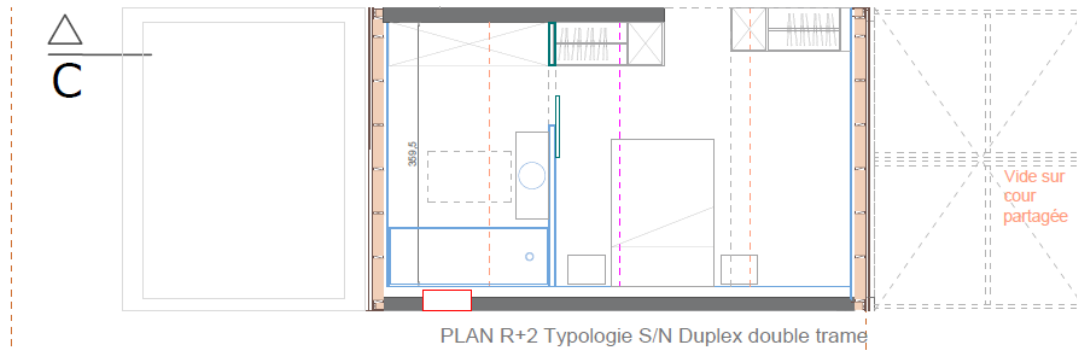 C
359,5
Vide sur
cour
partagée
PLAN R+2 Typologie S/N Duplex double trame